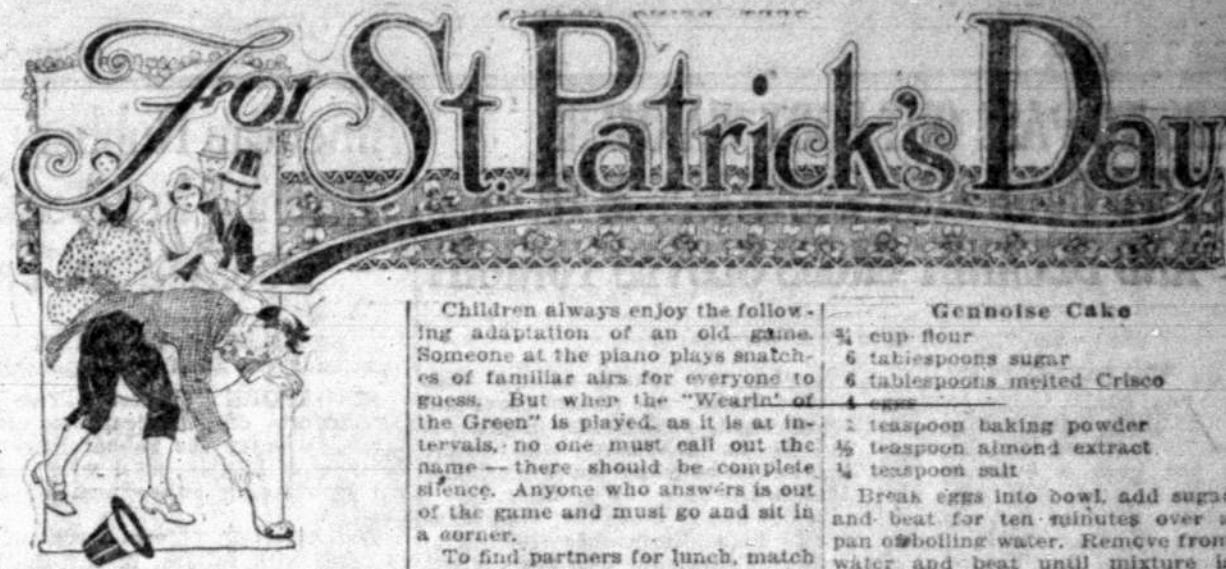 For St. Patrick's Day
Children always enjoy the follow-
ing adaptation of an old game.
Someone at the piano plays snatch-
es of familiar airs for everyone to
guess. But when the "Wearin' of
the Green" is played, as it is at in-
tervals, no one must call out the
name — there should be complete
silence. Anyone who answers is out
of the game and must go and sit in
a corner.
To find partners for lunch, match
Gennoise Cake
¾ cup flour
6 tablespoons sugar
6 tablespoons melted Crisco
4 eggs
1 teaspoon baking powder
½ teaspoon almond extract
¼ teaspoon salt
Break eggs into bowl, add suga
and beat for ten minutes over
pan of boiling water. Remove from
water and beat until mixture i